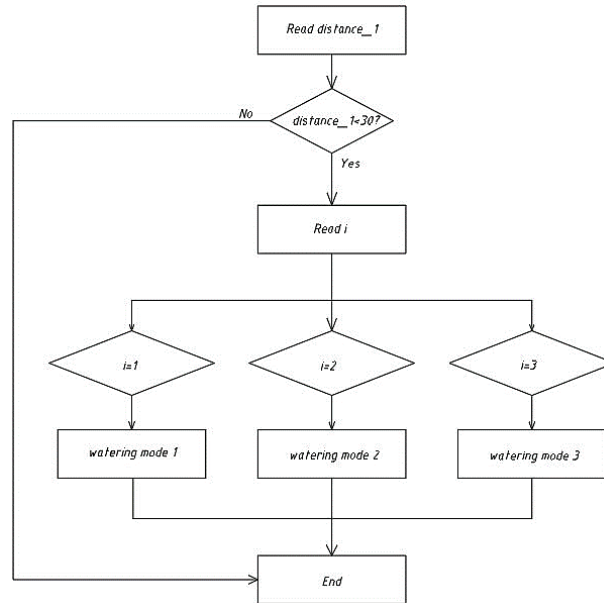 Read distance_1
No
distance_1<30?
Yes
Read i
i=1
i=2
i=3
watering mode 1
watering mode 2
watering mode 3
End